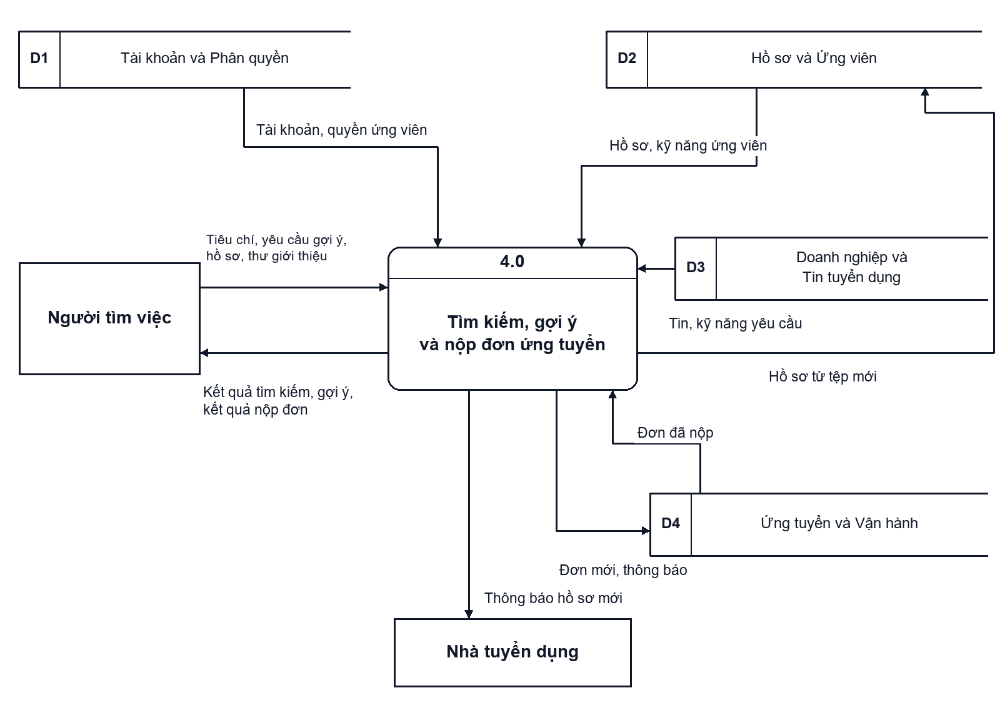 D1
Tài khoản và Phân quyền
D2
Hồ sơ và Ứng viên
Tài khoản, quyền ứng viên
Hồ sơ, kỹ năng ứng viên
Tiêu chí, yêu cầu gợi ý,
hồ sơ, thư giới thiệu
4.0
D3
Doanh nghiệp và
Tin tuyển dụng
Người tìm việc
Tìm kiếm, gợi ý
và nộp đơn ứng tuyển
Tin, kỹ năng yêu cầu
Hồ sơ từ tệp mới
Kết quả tìm kiếm, gợi ý,
kết quả nộp đơn
Đơn đã nộp
D4
Ứng tuyển và Vận hành
Đơn mới, thông báo
Thông báo hồ sơ mới
Nhà tuyển dụng